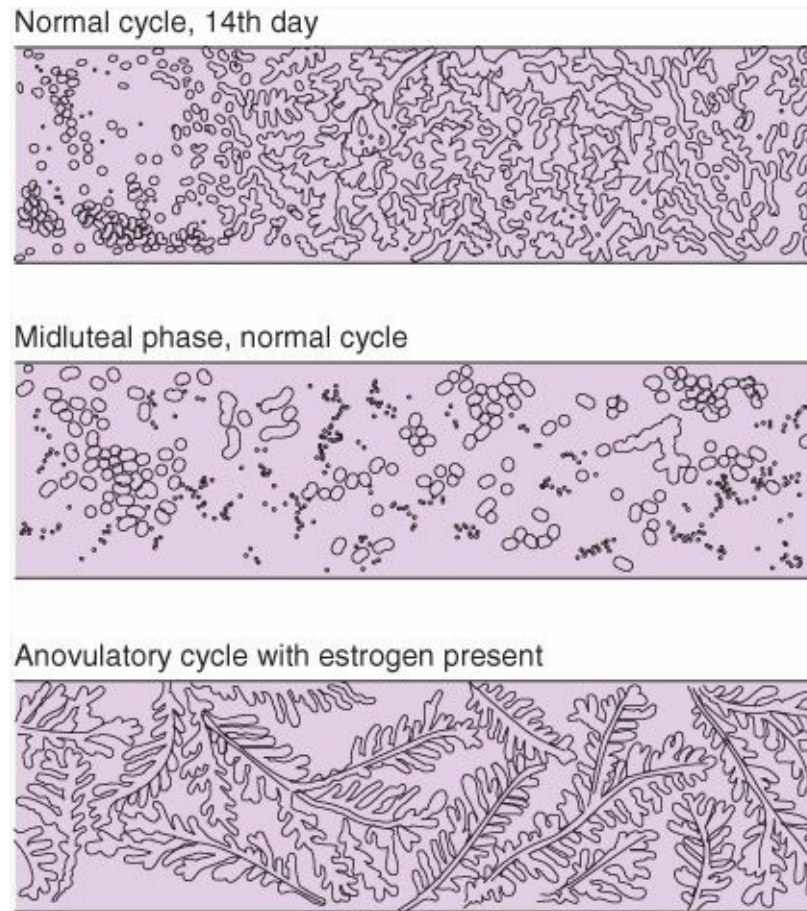 Normal cycle, 14th day
Midluteal phase, normal cycle
Anovulatory cycle with estrogen present